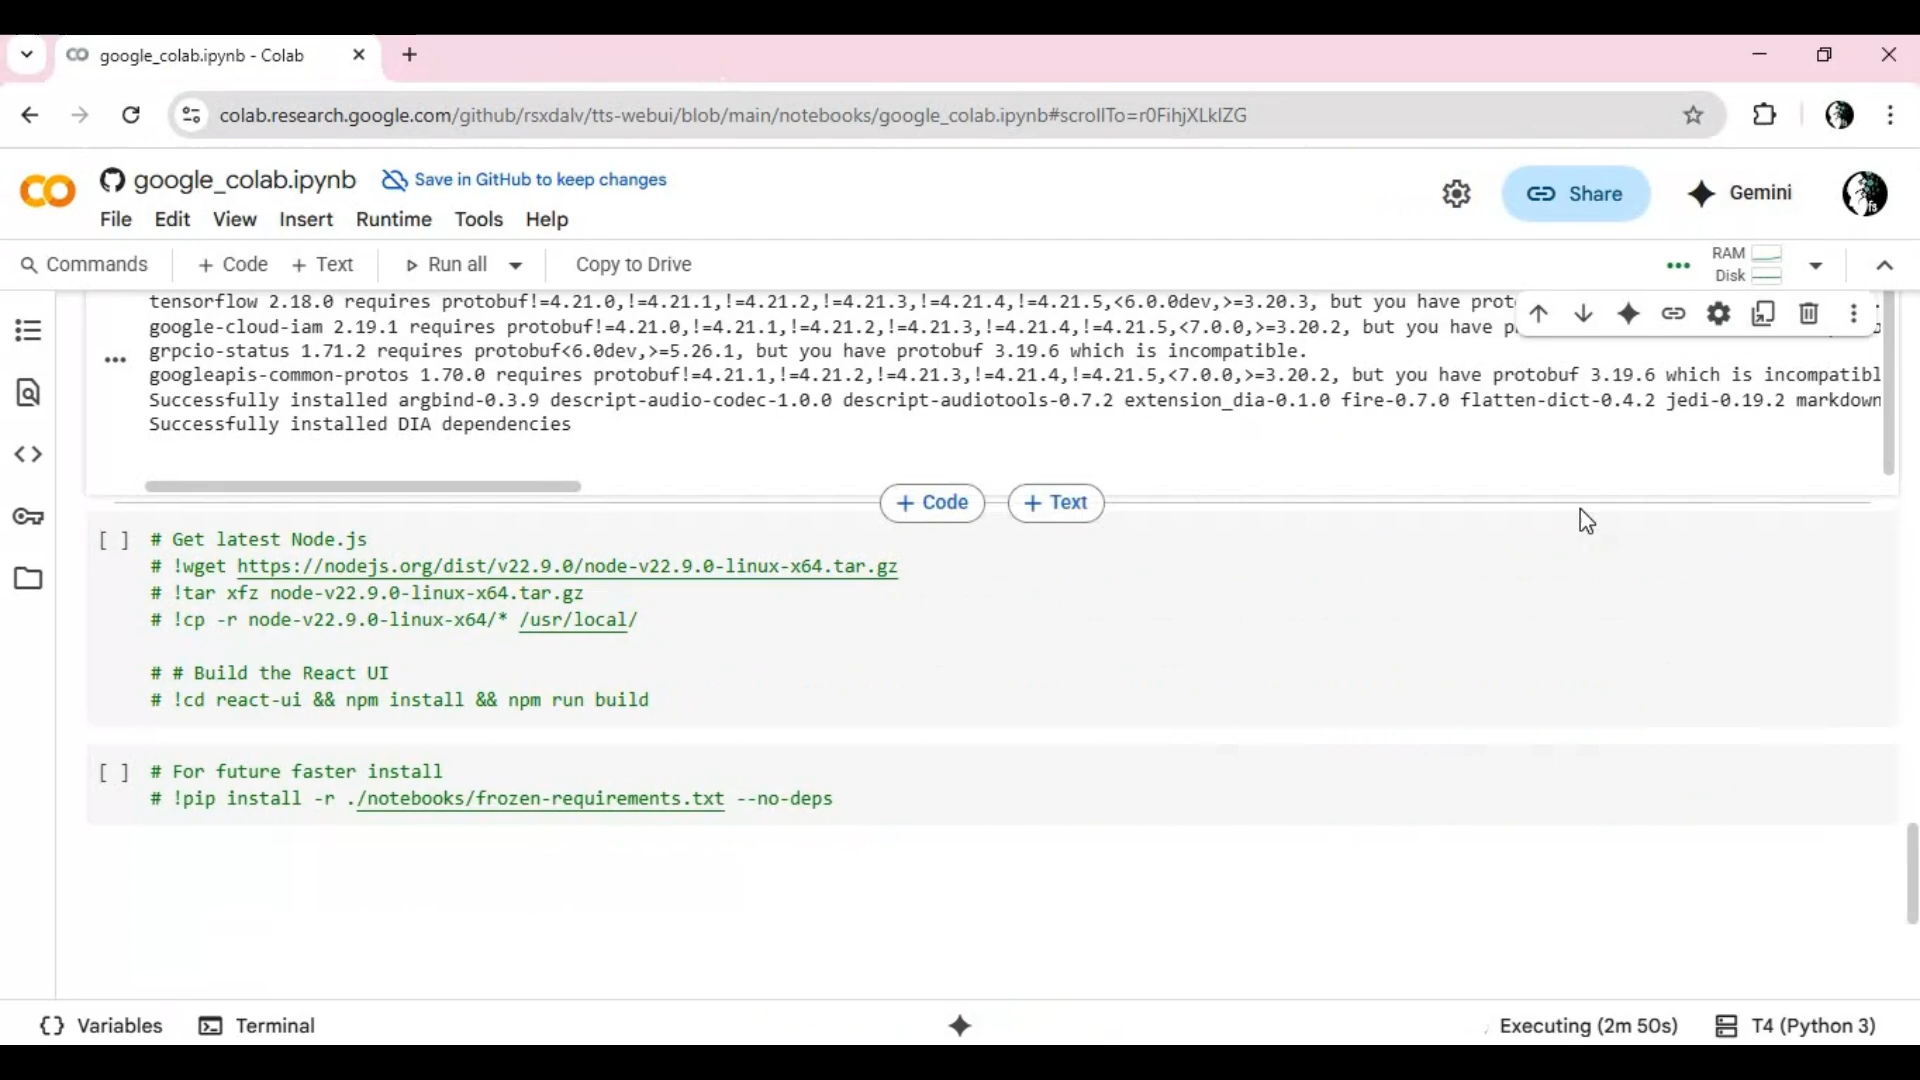 google_colab.ipynb - Colab
colab.research.google.com/github/rsxdalv/tts-webui/blob/main/notebooks/google_colab.ipynb#scrollTo=r0FihjXLkIZG
google_colab.ipynb Save in GitHub to keep changes
Share Gemini
File Edit View Insert Runtime Tools Help
Commands + Code + Text Run all Copy to Drive
RAM
Disk
tensorflow 2.18.0 requires protobuf!=4.21.0,!=4.21.1,!=4.21.2,!=4.21.3,!=4.21.4,!=4.21.5,<6.0.0dev,>=3.20.3, but you have prot
google-cloud-iam 2.19.1 requires protobuf!=4.21.0,!=4.21.1,!=4.21.2,!=4.21.3,!=4.21.4,!=4.21.5,<7.0.0,>=3.20.2, but you have p
grpcio-status 1.71.2 requires protobuf<6.0dev,>=5.26.1, but you have protobuf 3.19.6 which is incompatible.
googleapis-common-protos 1.70.0 requires protobuf!=4.21.1,!=4.21.2,!=4.21.3,!=4.21.4,!=4.21.5,<7.0.0,>=3.20.2, but you have protobuf 3.19.6 which is incompatibl
Successfully installed argbind-0.3.9 descript-audio-codec-1.0.0 descript-audiotools-0.7.2 extension_dia-0.1.0 fire-0.7.0 flatten-dict-0.4.2 jedi-0.19.2 markdown
Successfully installed DIA dependencies
+ Code + Text
[ ] # Get latest Node.js
# !wget https://nodejs.org/dist/v22.9.0/node-v22.9.0-linux-x64.tar.gz
# !tar xfz node-v22.9.0-linux-x64.tar.gz
# !cp -r node-v22.9.0-linux-x64/* /usr/local/
# # Build the React UI
# !cd react-ui && npm install && npm run build
[ ] # For future faster install
# !pip install -r ./notebooks/frozen-requirements.txt --no-deps
Variables Terminal
Executing (2m 50s) T4 (Python 3)